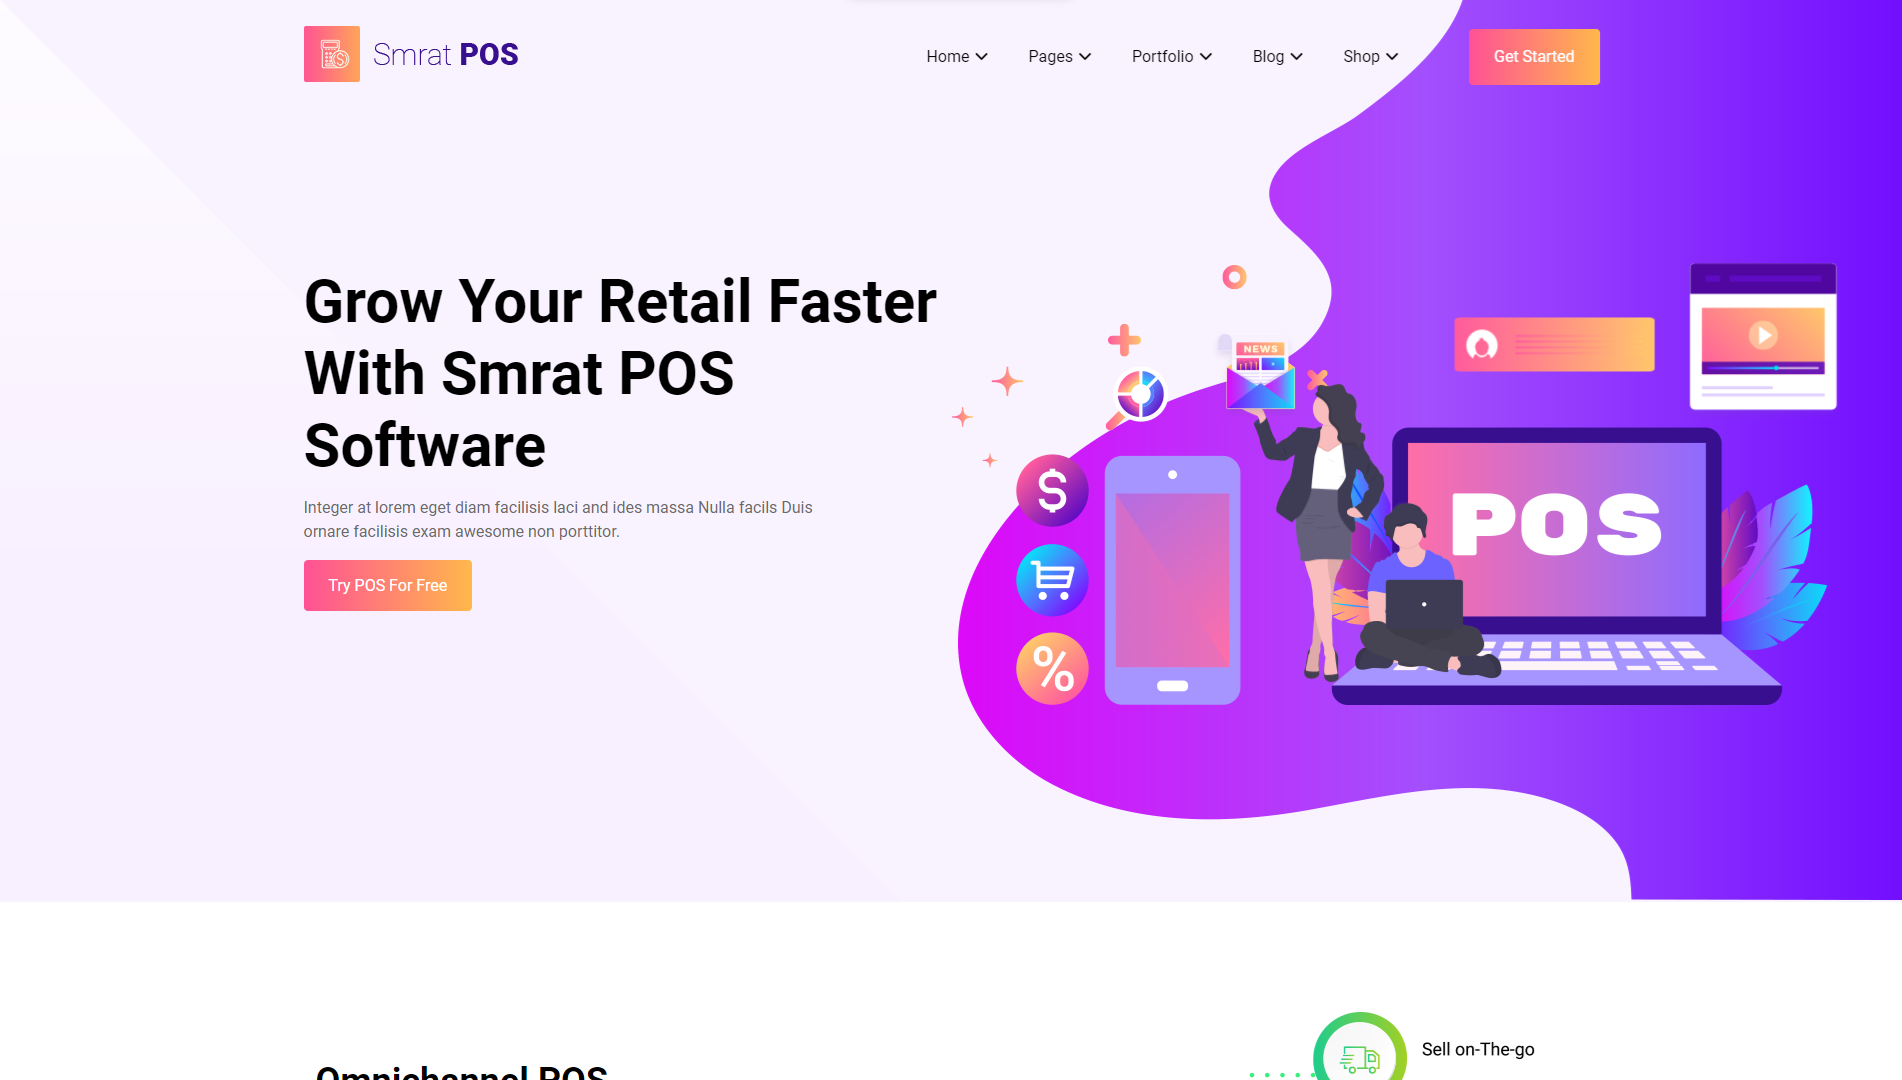 Smrat POS
Home
Pages
Portfolio
Blog
Shop
Get Started
Grow Your Retail Faster
With Smrat POS
Software
Integer at lorem eget diam facilisis laci and ides massa Nulla facils Duis
ornare facilisis exam awesome non porttitor.
Try POS For Free
NEWS
$
%
POS
Sell on-The-go
Omnichannel POS